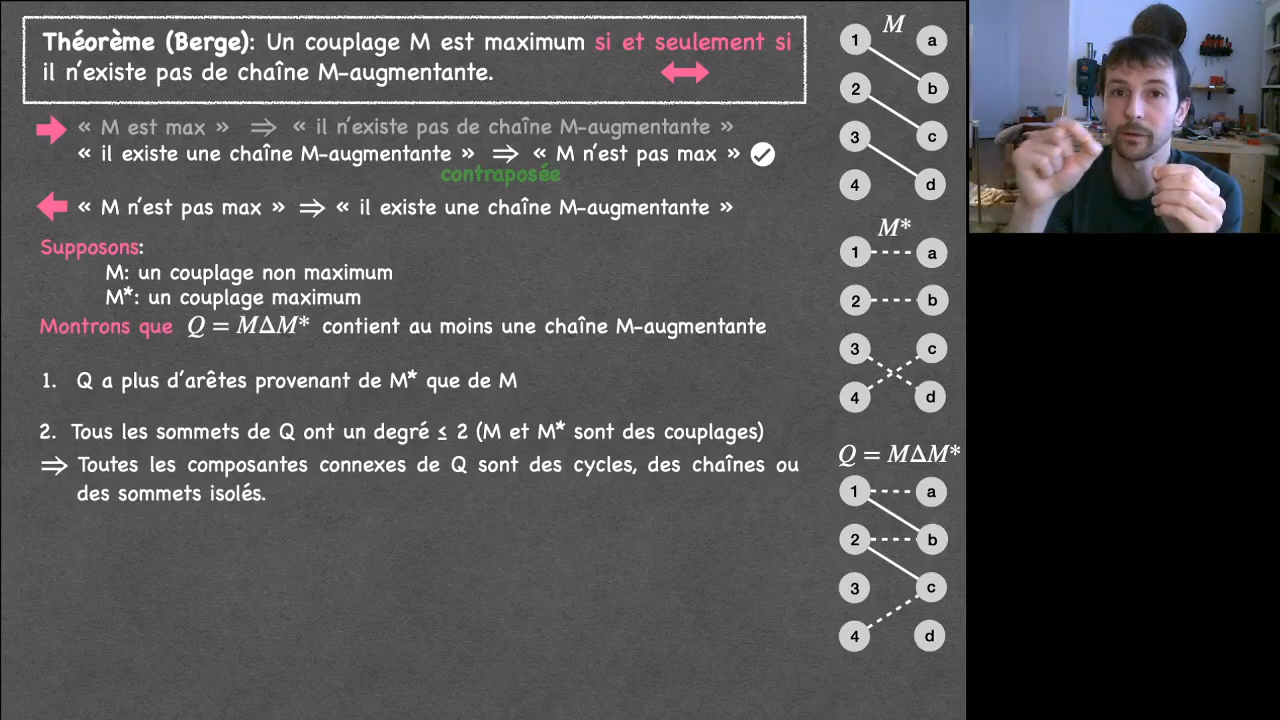 Théorème (Berge): Un couplage M est maximum si et seulement si
il n'existe pas de chaîne M-augmentante.
« M est max » ⇒ « il n'existe pas de chaîne M-augmentante »
« il existe une chaîne M-augmentante » ⇒ « M n'est pas max »
contraposée
« M n'est pas max » ⇒ « il existe une chaîne M-augmentante »
Supposons:
M: un couplage non maximum
M*: un couplage maximum
Montrons que Q = MΔM* contient au moins une chaîne M-augmentante
1. Q a plus d'arêtes provenant de M* que de M
2. Tous les sommets de Q ont un degré ≤ 2 (M et M* sont des couplages)
⇒ Toutes les composantes connexes de Q sont des cycles, des chaînes ou
des sommets isolés.
M
1 a
2 b
3 c
4 d
M*
1 a
2 b
3 c
4 d
Q = MΔM*
1 a
2 b
3 c
4 d